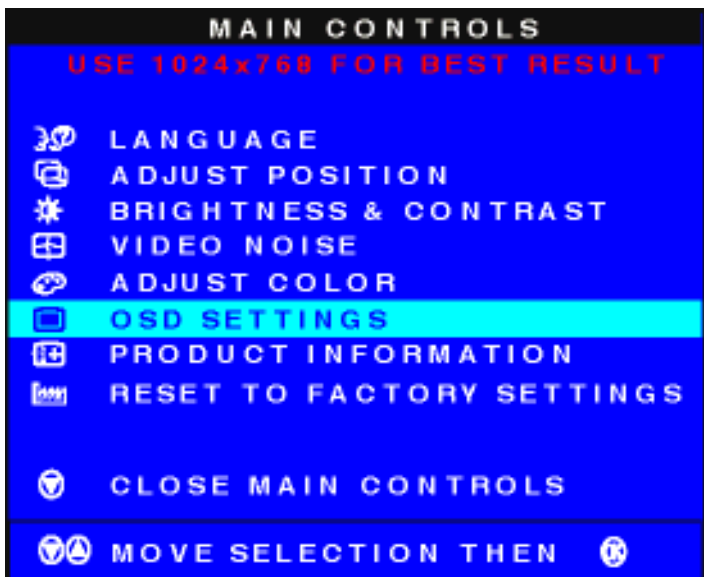 MAIN CONTROLS
USE 1024x768 FOR BEST RESULT
LANGUAGE
ADJUST POSITION
BRIGHTNESS & CONTRAST
VIDEO NOISE
ADJUST COLOR
OSD SETTINGS
PRODUCT INFORMATION
RESET TO FACTORY SETTINGS
CLOSE MAIN CONTROLS
MOVE SELECTION THEN OK